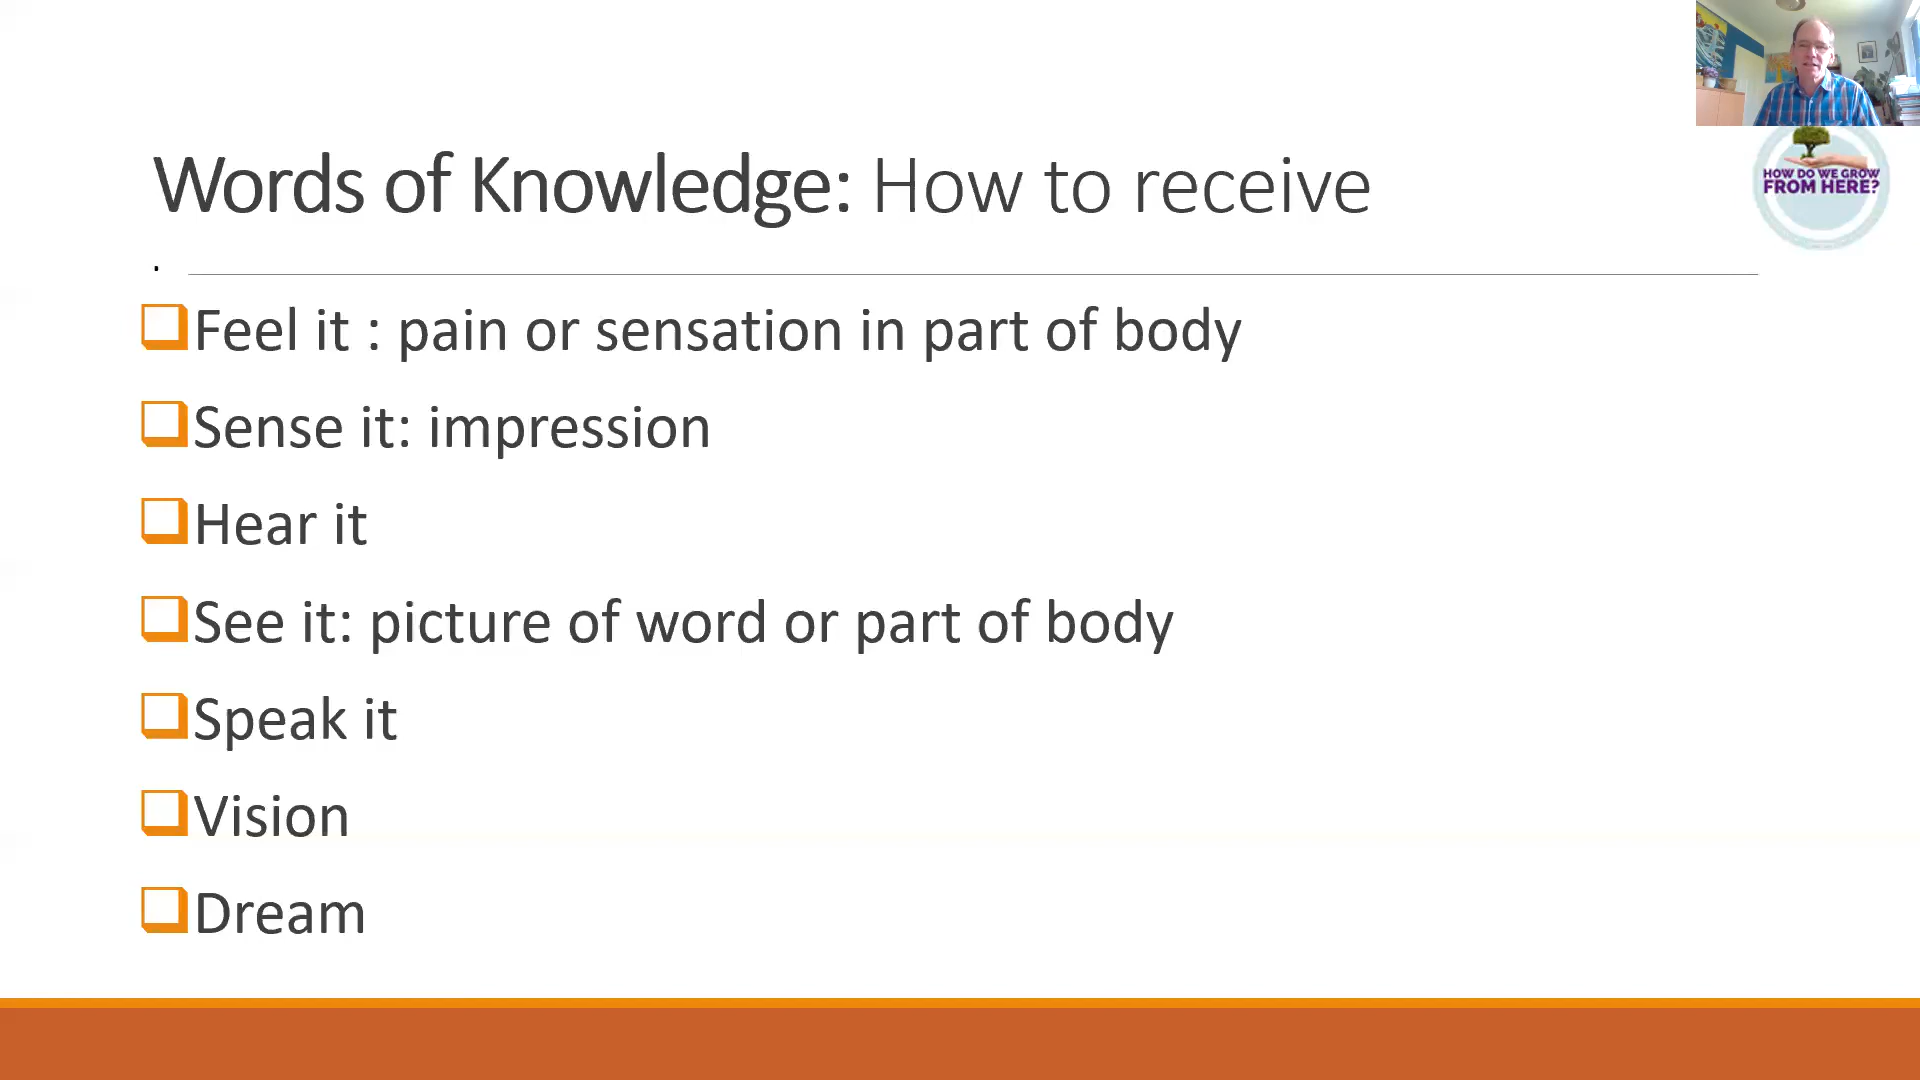 Words of Knowledge: How to receive
.
HOW DO WE GROW
FROM HERE?
Feel it : pain or sensation in part of body
Sense it: impression
Hear it
See it: picture of word or part of body
Speak it
Vision
Dream